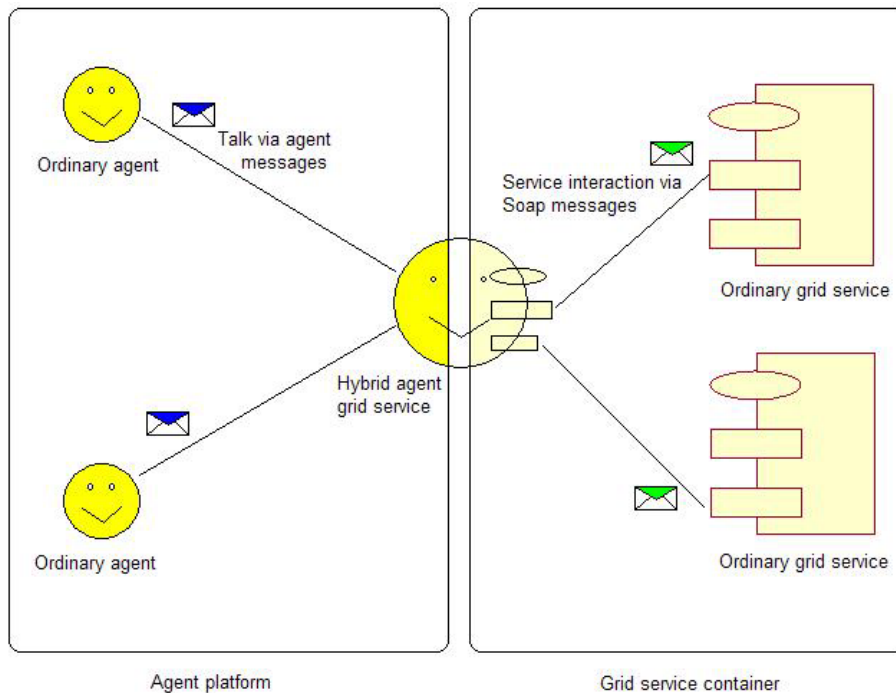 Talk via agent
messages
Ordinary agent
Service interaction via
Soap messages
Ordinary grid service
Hybrid agent
grid service
Ordinary agent
Ordinary grid service
Agent platform
Grid service container